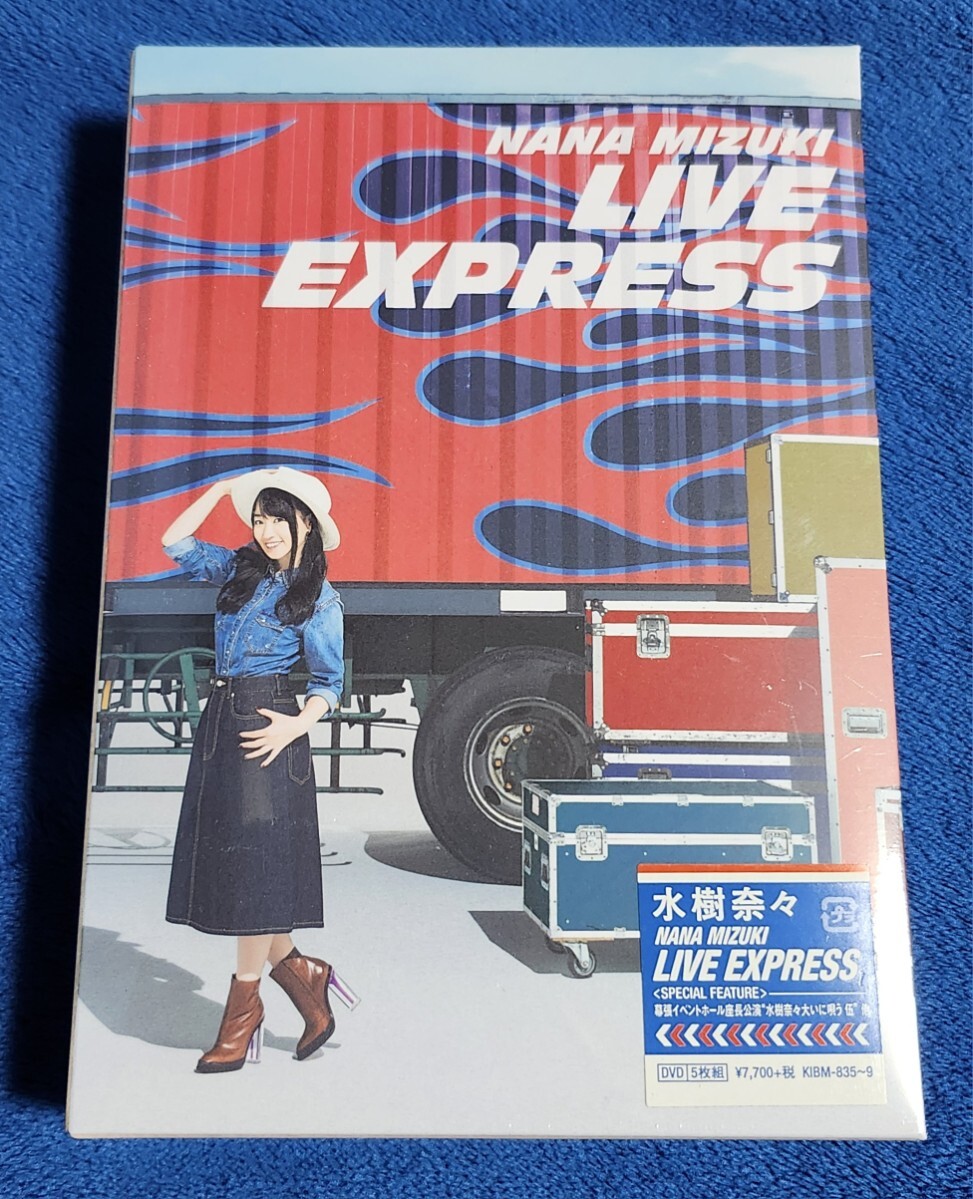 NANA MIZUKI
LIVE
EXPRESS
水樹奈々
NANA MIZUKI
LIVE EXPRESS
<SPECIAL FEATURE>
幕張イベントホール座長公演"水樹奈々大いに唄う 伍"
DVD 5枚組 ¥7,700+税 KIBM-835~9